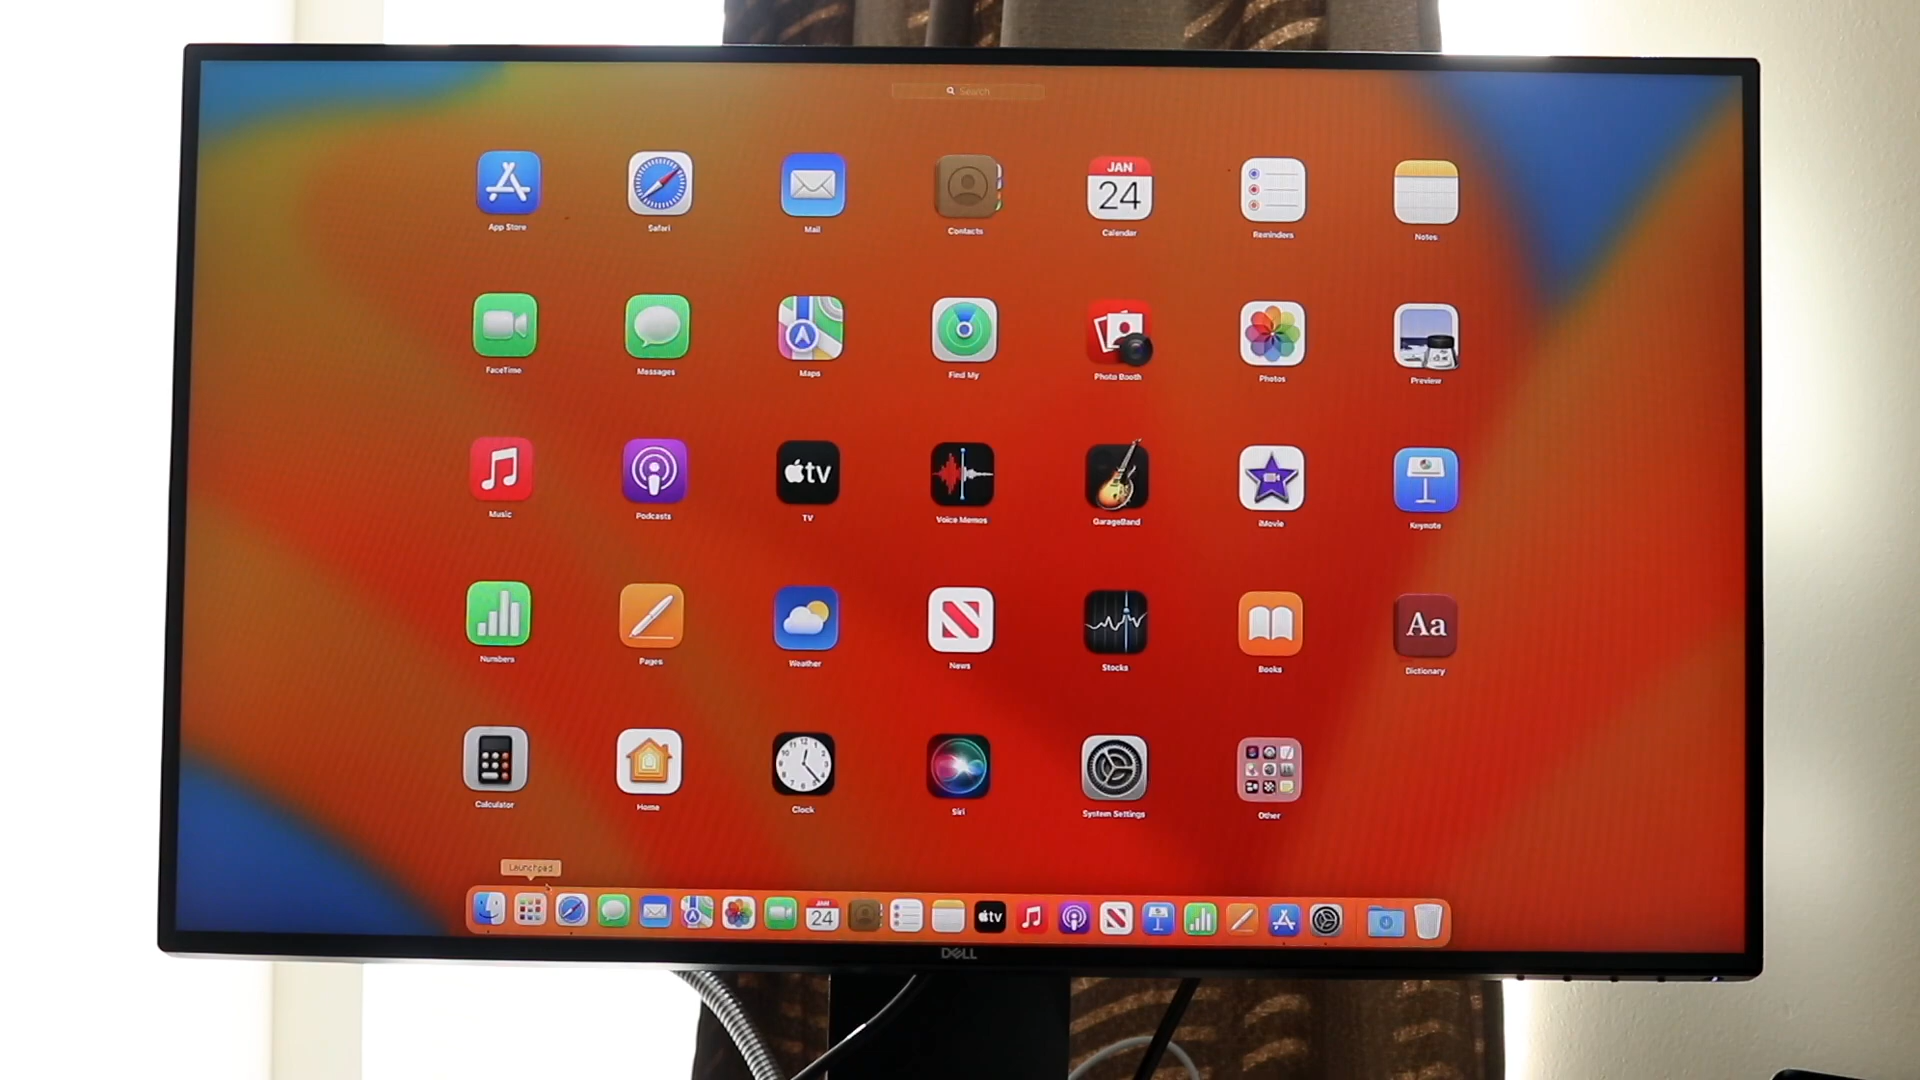 Search
App Store
Safari
Mail
Contacts
JAN
24
Calendar
Reminders
Notes
FaceTime
Messages
Maps
Find My
Photo Booth
Photos
Preview
Music
Podcasts
tv
TV
Voice Memos
GarageBand
iMovie
Keynote
Numbers
Pages
Weather
News
Stocks
Books
Aa
Dictionary
Calculator
Home
Clock
Siri
System Settings
Other
Launchpad
JAN
24
tv
DELL